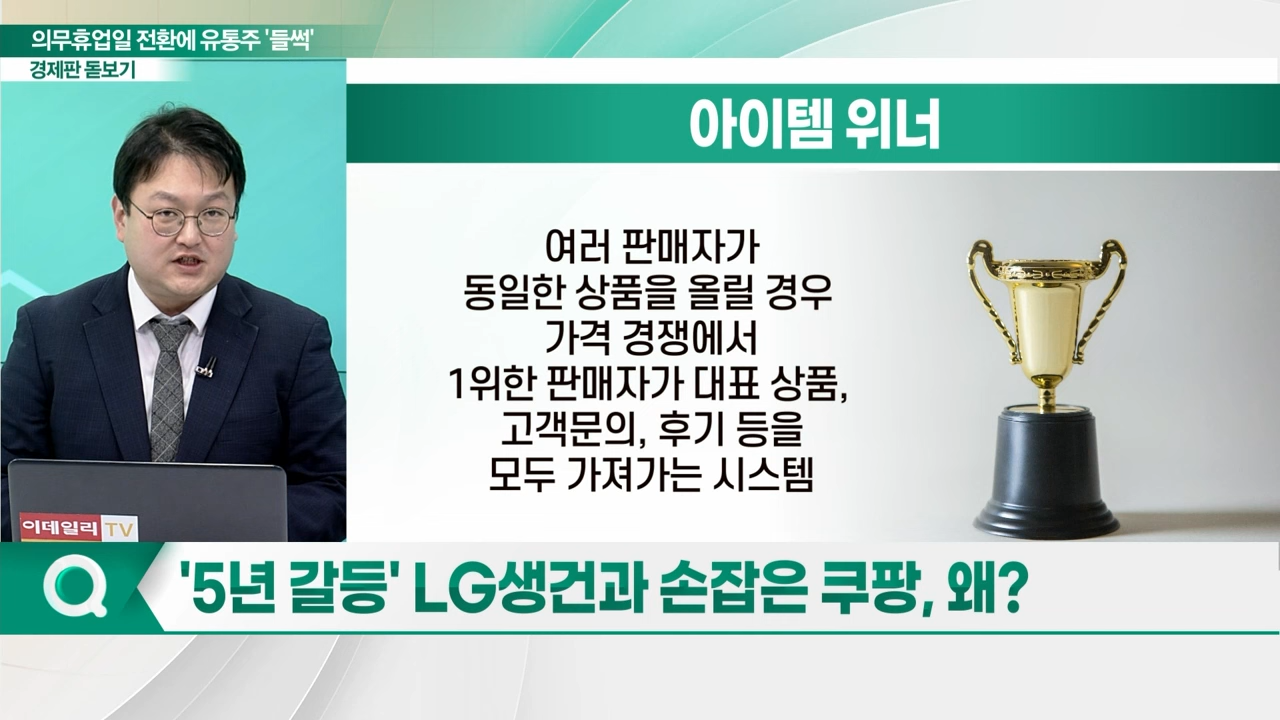 의무휴업일 전환에 유통주 '들썩'
경제판 돋보기
아이템 위너
여러 판매자가
동일한 상품을 올릴 경우
가격 경쟁에서
1위한 판매자가 대표 상품,
고객문의, 후기 등을
모두 가져가는 시스템
이데일리 TV
'5년 갈등' LG생건과 손잡은 쿠팡, 왜?